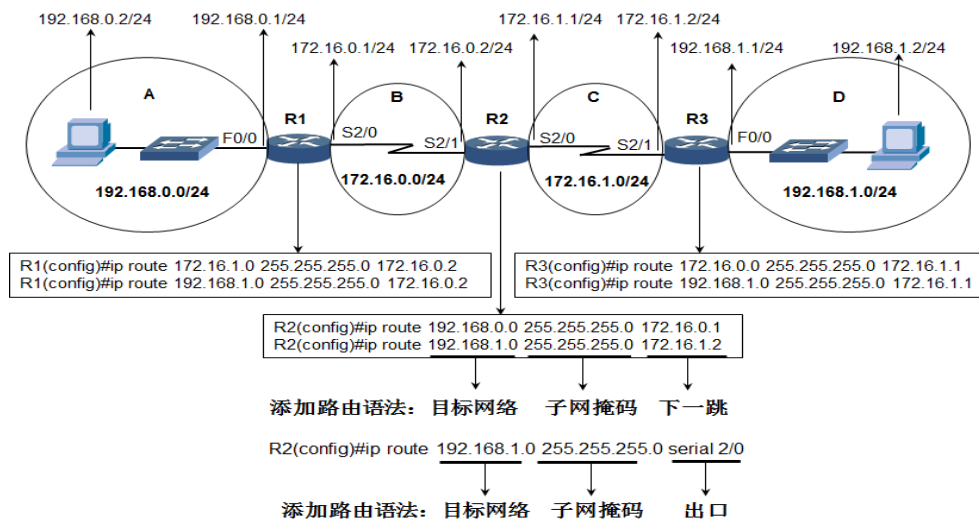 192.168.0.2/24
192.168.0.1/24
172.16.0.1/24
172.16.0.2/24
172.16.1.1/24
172.16.1.2/24
192.168.1.1/24
192.168.1.2/24
A
B
C
D
R1
R2
R3
F0/0
S2/0
S2/1
S2/0
S2/1
F0/0
192.168.0.0/24
172.16.0.0/24
172.16.1.0/24
192.168.1.0/24
R1(config)#ip route 172.16.1.0 255.255.255.0 172.16.0.2
R1(config)#ip route 192.168.1.0 255.255.255.0 172.16.0.2
R3(config)#ip route 172.16.0.0 255.255.255.0 172.16.1.1
R3(config)#ip route 192.168.1.0 255.255.255.0 172.16.1.1
R2(config)#ip route 192.168.0.0 255.255.255.0 172.16.0.1
R2(config)#ip route 192.168.1.0 255.255.255.0 172.16.1.2
添加路由语法：目标网络 子网掩码 下一跳
R2(config)#ip route 192.168.1.0 255.255.255.0 serial 2/0
添加路由语法：目标网络 子网掩码 出口